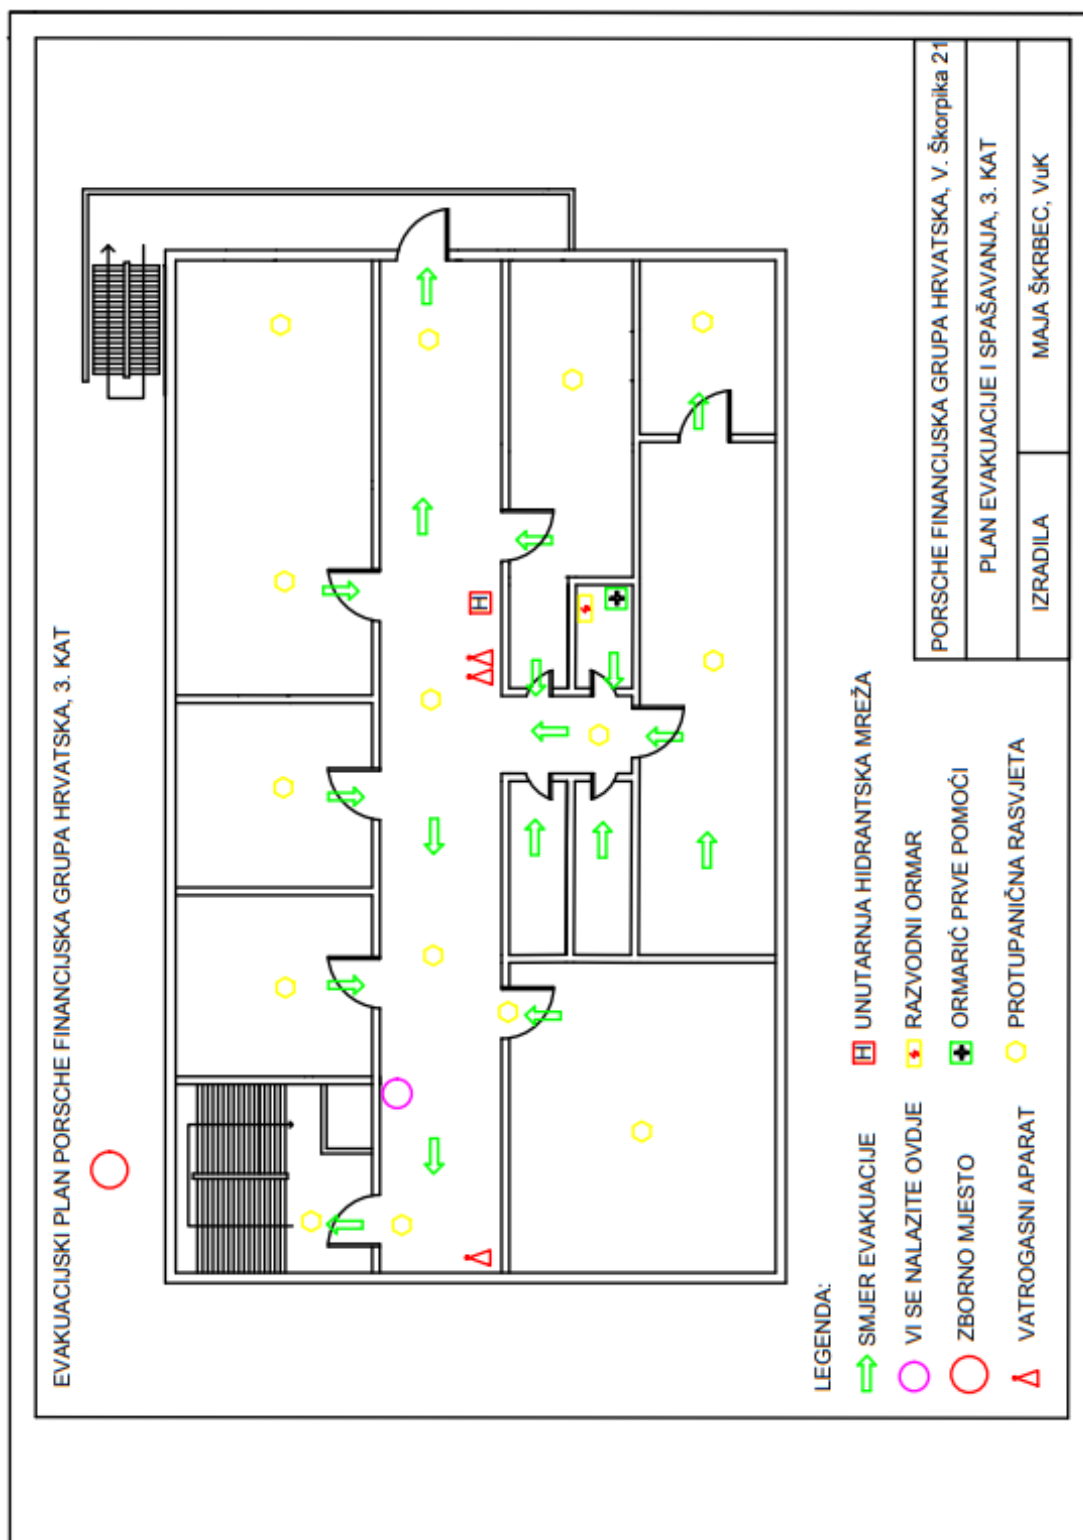 EVAKUACIJSKI PLAN PORSCHE FINANCIJSKA GRUPA HRVATSKA, 3. KAT
H
LEGENDA:
SMJER EVAKUACIJE
VI SE NALAZITE OVDJE
ZBORNO MJESTO
VATROGASNI APARAT
H UNUTARNJA HIDRANTSKA MREŽA
RAZVODNI ORMAR
ORMARIĆ PRVE POMOĆI
PROTUPANIČNA RASVJETA
PORSCHE FINANCIJSKA GRUPA HRVATSKA, V. Škorpika 21
PLAN EVAKUACIJE I SPAŠAVANJA, 3. KAT
IZRADILA
MAJA ŠKRBEC, VuK